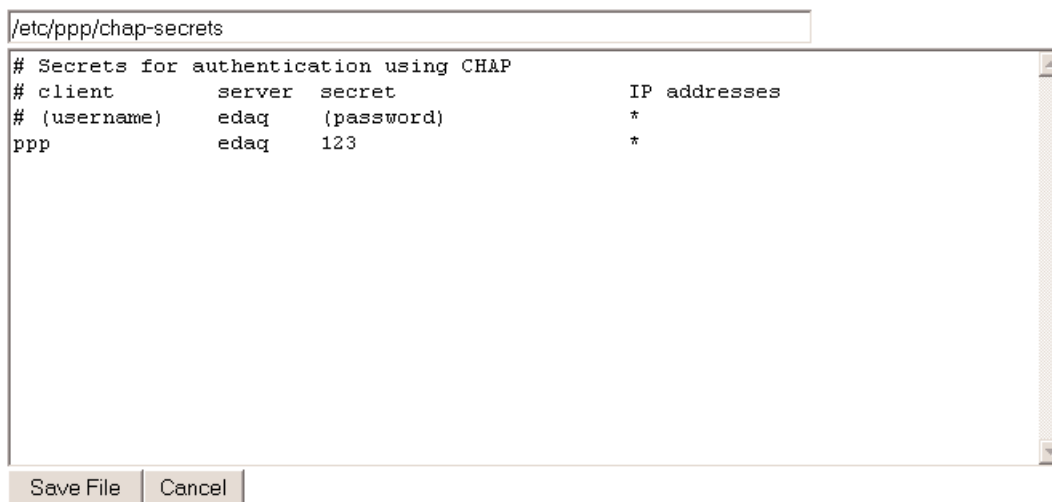 /etc/ppp/chap-secrets
# Secrets for authentication using CHAP
# client server secret IP addresses
# (username) edaq (password) *
ppp edaq 123 *
Save File Cancel